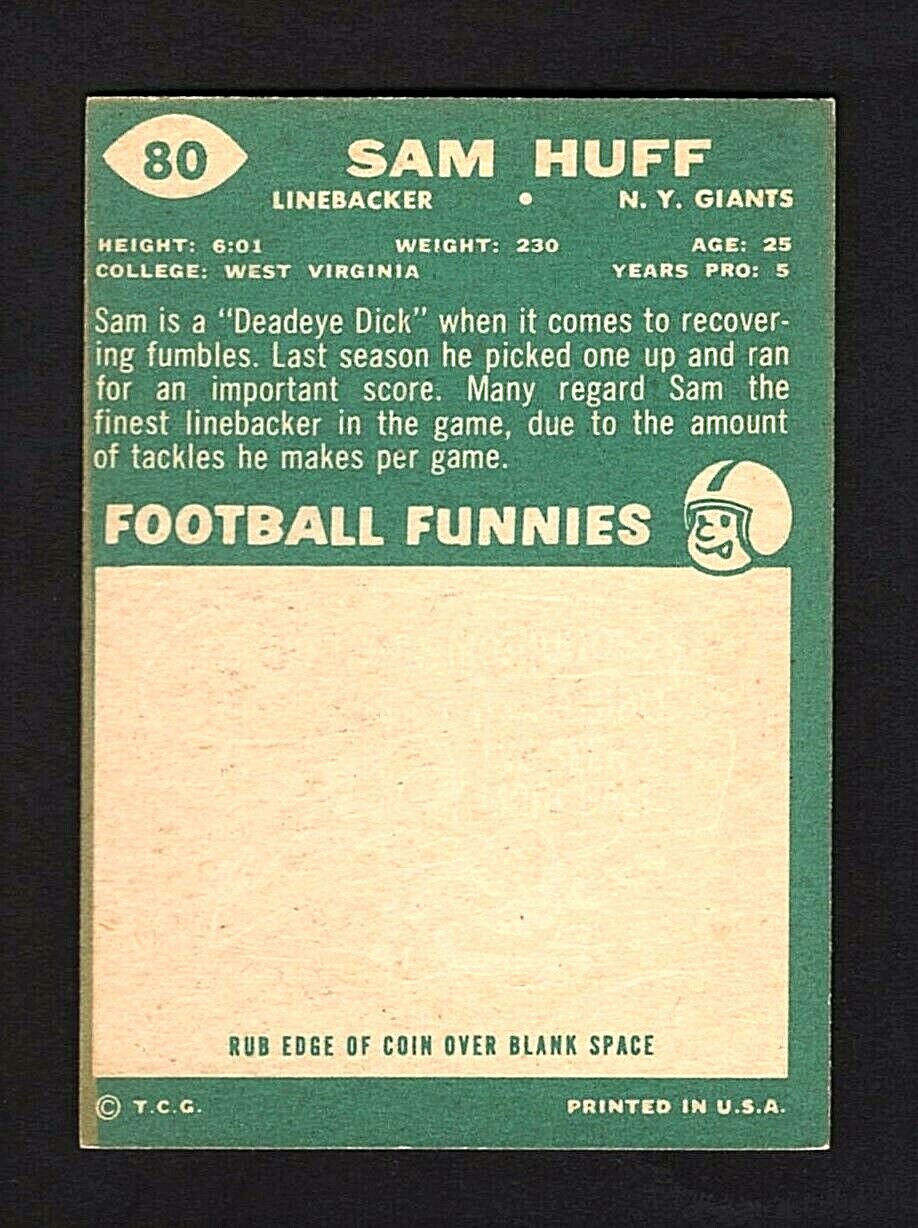 80
SAM HUFF
LINEBACKER • N. Y. GIANTS
HEIGHT: 6:01 WEIGHT: 230 AGE: 25
COLLEGE: WEST VIRGINIA YEARS PRO: 5
Sam is a "Deadeye Dick" when it comes to recover-
ing fumbles. Last season he picked one up and ran
for an important score. Many regard Sam the
finest linebacker in the game, due to the amount
of tackles he makes per game.
FOOTBALL FUNNIES
RUB EDGE OF COIN OVER BLANK SPACE
© T.C.G. PRINTED IN U.S.A.